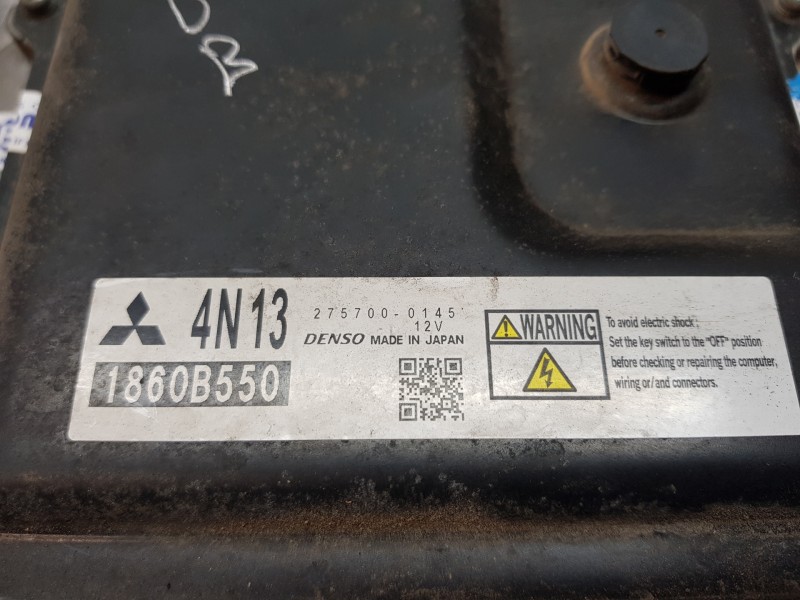 4N13
275700-0145
12V
DENSO MADE IN JAPAN
1860B550
WARNING
To avoid electric shock
Set the key switch to the "OFF" position
before checking or repairing the computer,
wiring or/and connectors.